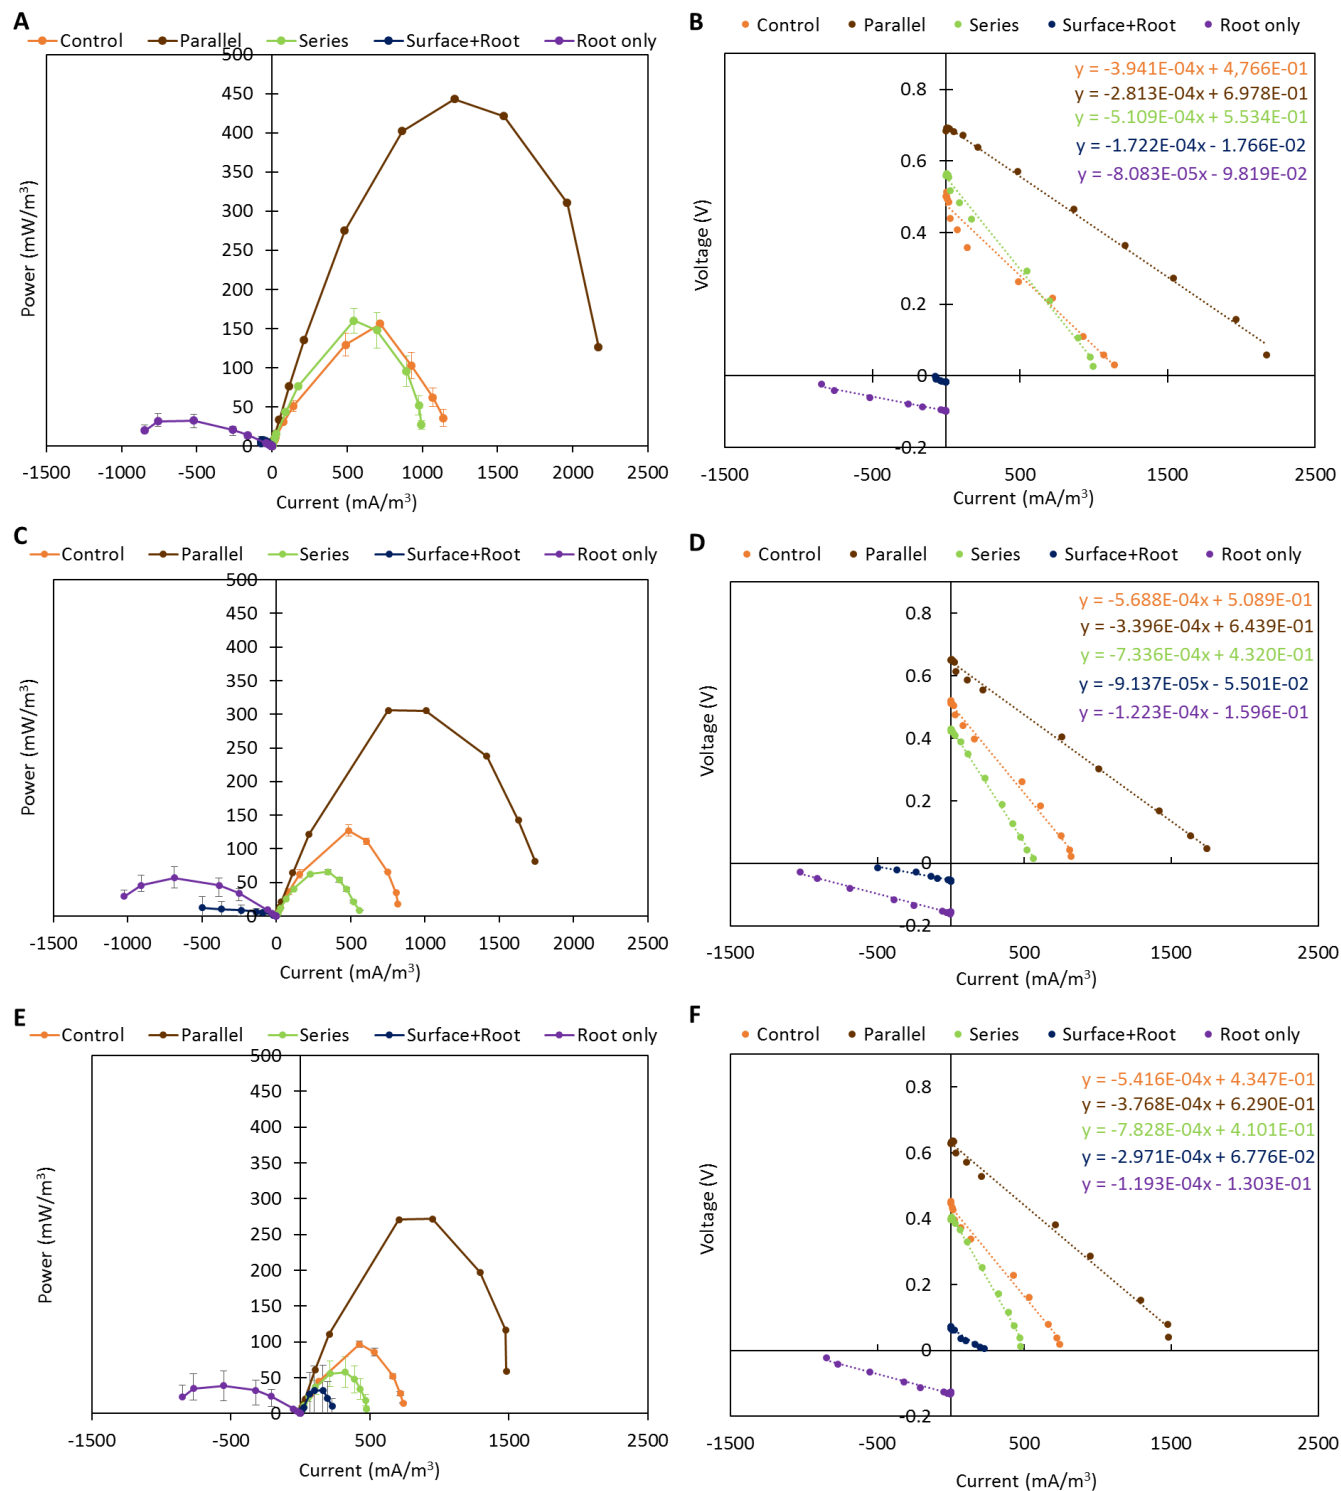 A
Control Parallel Series Surface+Root Root only
500
450
400
350
300
250
200
150
100
50
0
Power (mW/m³)
-1500 -1000 -500 0 500 1000 1500 2000 2500
Current (mA/m³)
B
Control Parallel Series Surface+Root Root only
y = -3.941E-04x + 4,766E-01
y = -2.813E-04x + 6.978E-01
y = -5.109E-04x + 5.534E-01
y = -1.722E-04x - 1.766E-02
y = -8.083E-05x - 9.819E-02
0.8
0.6
0.4
0.2
0
-0.2
Voltage (V)
-1500 -500 500 1500 2500
Current (mA/m³)
C
Control Parallel Series Surface+Root Root only
500
450
400
350
300
250
200
150
100
50
0
Power (mW/m³)
-1500 -1000 -500 0 500 1000 1500 2000 2500
Current (mA/m³)
D
Control Parallel Series Surface+Root Root only
y = -5.688E-04x + 5.089E-01
y = -3.396E-04x + 6.439E-01
y = -7.336E-04x + 4.320E-01
y = -9.137E-05x - 5.501E-02
y = -1.223E-04x - 1.596E-01
0.8
0.6
0.4
0.2
0
-0.2
Voltage (V)
-1500 -500 500 1500 2500
Current (mA/m³)
E
Control Parallel Series Surface+Root Root only
500
450
400
350
300
250
200
150
100
50
0
Power (mW/m³)
-1500 -500 500 1500 2500
Current (mA/m³)
F
Control Parallel Series Surface+Root Root only
y = -5.416E-04x + 4.347E-01
y = -3.768E-04x + 6.290E-01
y = -7.828E-04x + 4.101E-01
y = -2.971E-04x + 6.776E-02
y = -1.193E-04x - 1.303E-01
0.8
0.6
0.4
0.2
0
-0.2
Voltage (V)
-1500 -500 500 1500 2500
Current (mA/m³)